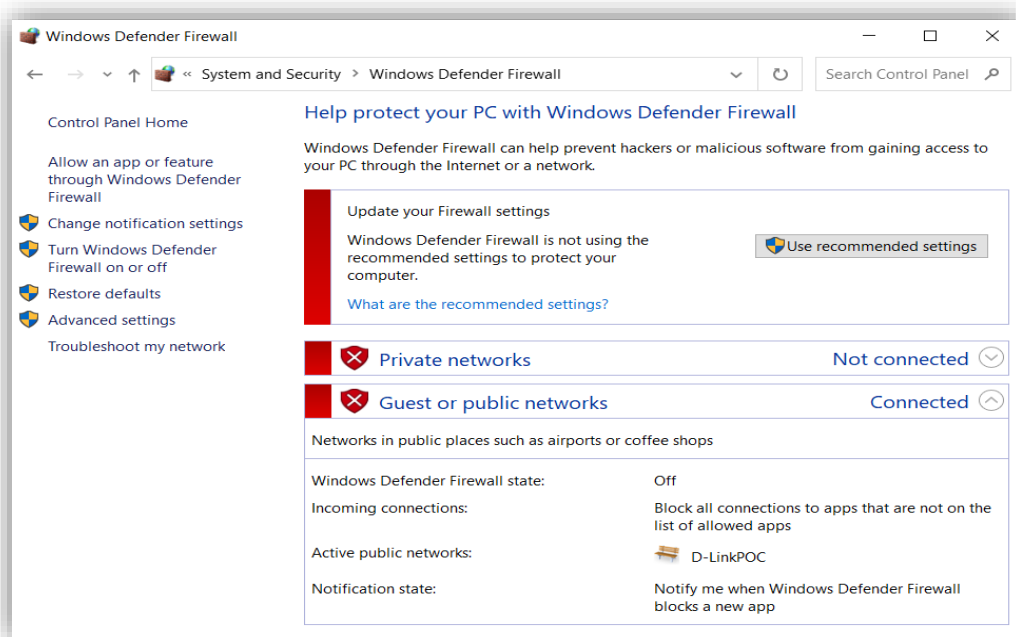 Windows Defender Firewall
« System and Security > Windows Defender Firewall
Search Control Panel
Control Panel Home
Allow an app or feature
through Windows Defender
Firewall
Change notification settings
Turn Windows Defender
Firewall on or off
Restore defaults
Advanced settings
Troubleshoot my network
Help protect your PC with Windows Defender Firewall
Windows Defender Firewall can help prevent hackers or malicious software from gaining access to
your PC through the Internet or a network.
Update your Firewall settings
Windows Defender Firewall is not using the
recommended settings to protect your
computer.
What are the recommended settings?
Use recommended settings
Private networks Not connected
Guest or public networks Connected
Networks in public places such as airports or coffee shops
Windows Defender Firewall state: Off
Incoming connections: Block all connections to apps that are not on the
list of allowed apps
Active public networks: D-LinkPOC
Notification state: Notify me when Windows Defender Firewall
blocks a new app